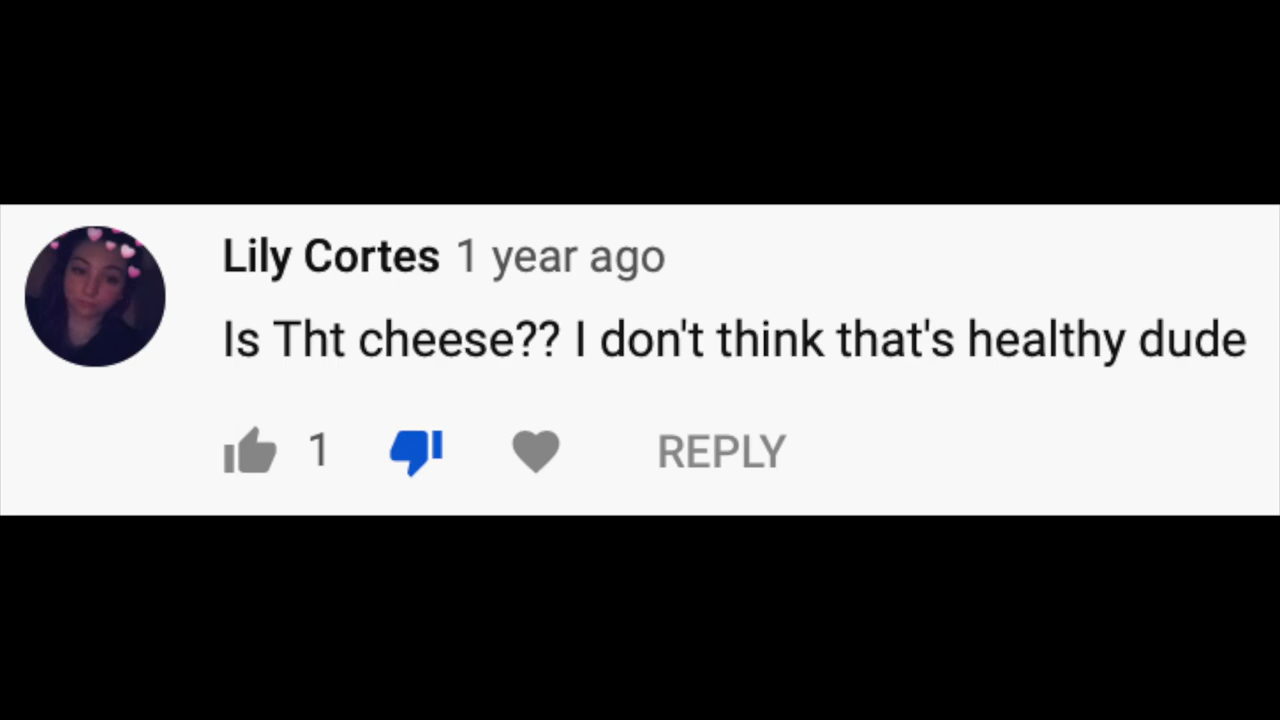 Lily Cortes 1 year ago
Is Tht cheese?? I don't think that's healthy dude
1 REPLY